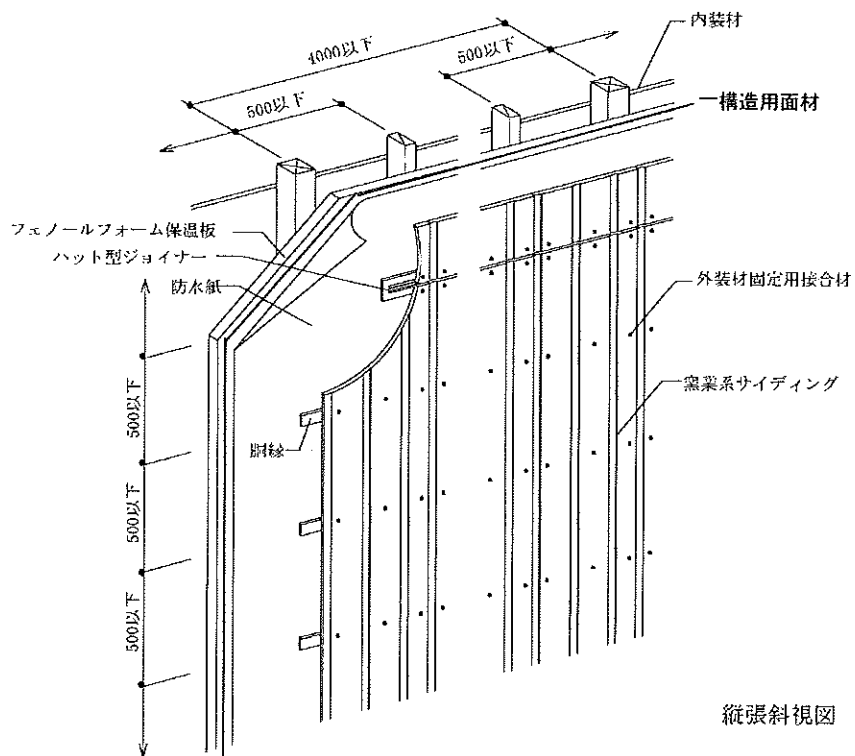 内装材
4000以下
500以下
500以下
構造用面材
フェノールフォーム保温板
ハット型ジョイナー
防水紙
外装材固定用接合材
窯業系サイディング
胴縁
500以下
500以下
500以下
縦張斜視図